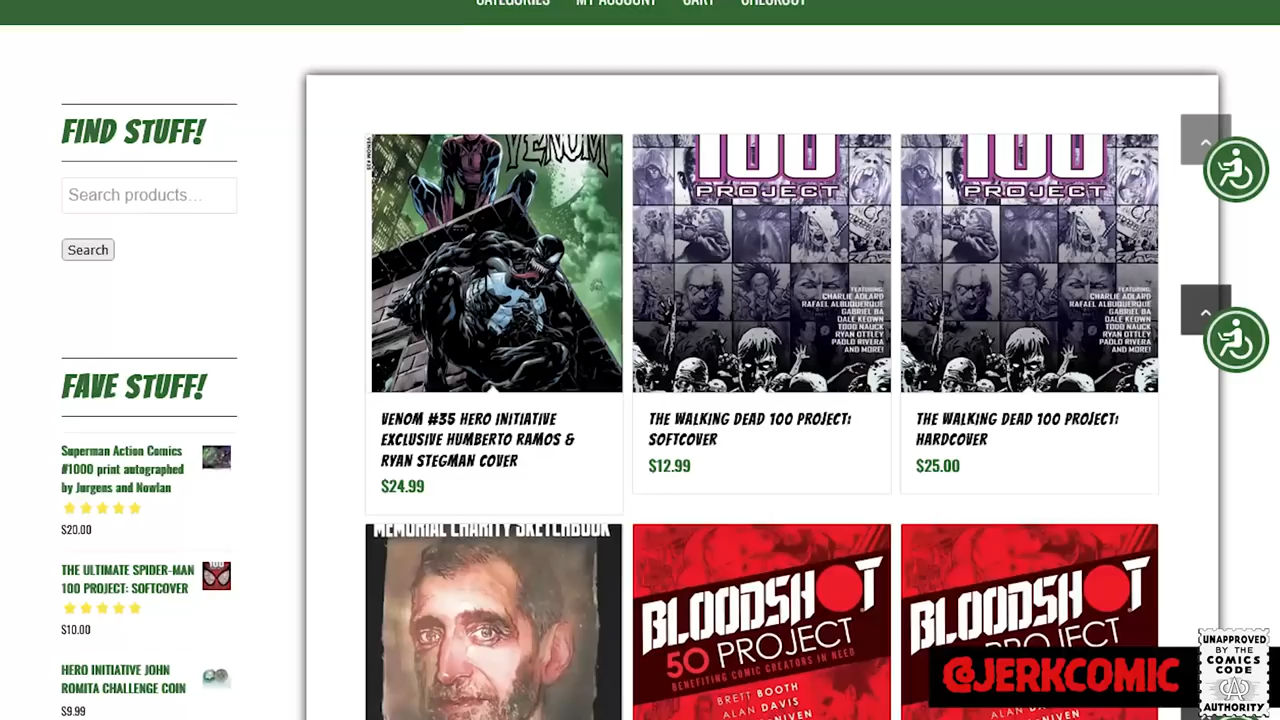 CATEGORIES MY ACCOUNT CART CHECKOUT
FIND STUFF!
Search products...
Search
FAVE STUFF!
Superman Action Comics
#1000 print autographed
by Jurgens and Nowlan
$20.00
THE ULTIMATE SPIDER-MAN
100 PROJECT: SOFTCOVER
$10.00
HERO INITIATIVE JOHN
ROMITA CHALLENGE COIN
$9.99
VENOM
VENOM #35 HERO INITIATIVE
EXCLUSIVE HUMBERTO RAMOS &
RYAN STEGMAN COVER
$24.99
100
PROJECT
FEATURING:
CHARLIE ADLARD
RAFAEL ALBUQUERQUE
GABRIEL BA
DALE KEOWN
TODD NAUCK
RYAN OTTLEY
PAOLO RIVERA
AND MORE!
THE WALKING DEAD 100 PROJECT:
SOFTCOVER
$12.99
100
PROJECT
FEATURING:
CHARLIE ADLARD
RAFAEL ALBUQUERQUE
GABRIEL BA
DALE KEOWN
TODD NAUCK
RYAN OTTLEY
PAOLO RIVERA
AND MORE!
THE WALKING DEAD 100 PROJECT:
HARDCOVER
$25.00
MEMORIAL CHARITY SKETCHBOOK
BLOODSHOT
50 PROJECT
BENEFITING COMIC CREATORS IN NEED
BRETT BOOTH
ALAN DAVIS
BLOODSHOT
PROJECT
@JERKCOMIC
UNAPPROVED
BY THE
COMICS
CODE
CA
AUTHORITY